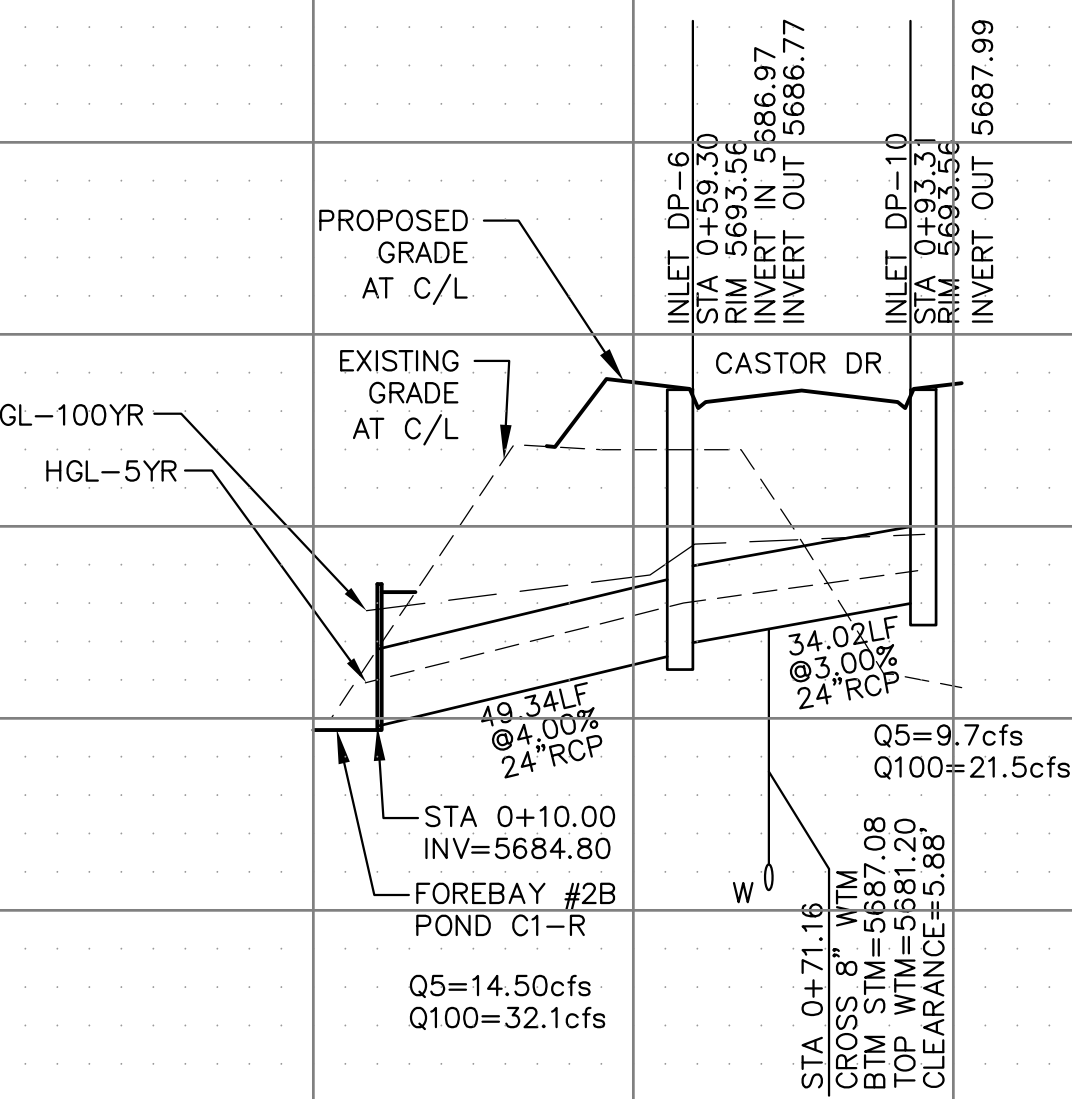 INLET DP-6
STA 0+59.30
RIM 5693.56
INVERT IN 5686.97
INVERT OUT 5686.77
INLET DP-10
STA 0+93.31
RIM 5693.56
INVERT OUT 5687.99
PROPOSED
GRADE
AT C/L
EXISTING
GRADE
AT C/L
CASTOR DR
GL-100YR
HGL-5YR
34.02LF
@3.00%
24"RCP
49.34LF
@4.00%
24"RCP
Q5=9.7cfs
Q100=21.5cfs
STA 0+10.00
INV=5684.80
FOREBAY #2B
POND C1-R
Q5=14.50cfs
Q100=32.1cfs
W
STA 0+71.16
CROSS 8" WTM
BTM STM=5687.08
TOP WTM=5681.20
CLEARANCE=5.88'